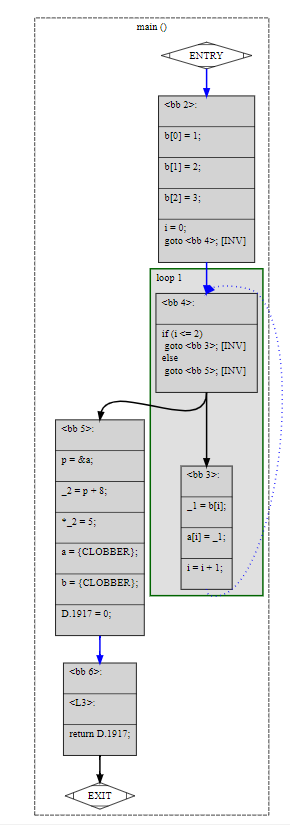 main ()
ENTRY
<bb 2>:
b[0] = 1;
b[1] = 2;
b[2] = 3;
i = 0;
goto <bb 4>; [INV]
loop 1
<bb 4>:
if (i <= 2)
goto <bb 3>; [INV]
else
goto <bb 5>; [INV]
<bb 5>:
p = &a;
_2 = p + 8;
*_2 = 5;
a = {CLOBBER};
b = {CLOBBER};
D.1917 = 0;
<bb 3>:
_1 = b[i];
a[i] = _1;
i = i + 1;
<bb 6>:
<L3>:
return D.1917;
EXIT